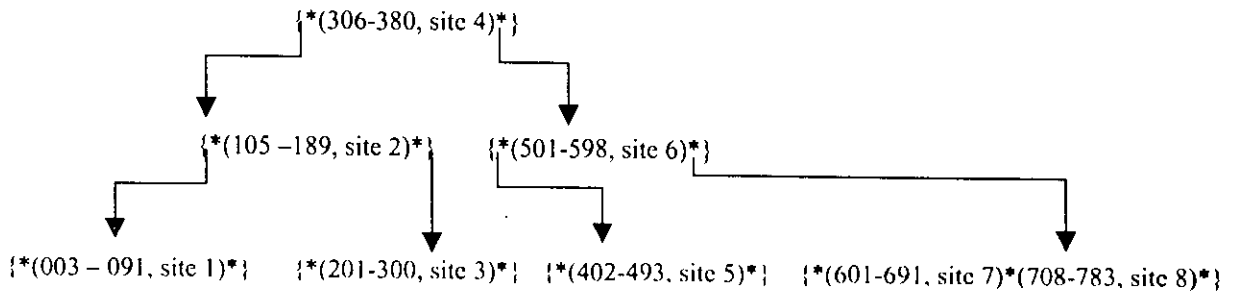 {*(306-380, site 4)*}
{*(105 –189, site 2)*} {*(501-598, site 6)*}
{*(003 – 091, site 1)*} {*(201-300, site 3)*} {*(402-493, site 5)*} {*(601-691, site 7)*(708-783, site 8)*}